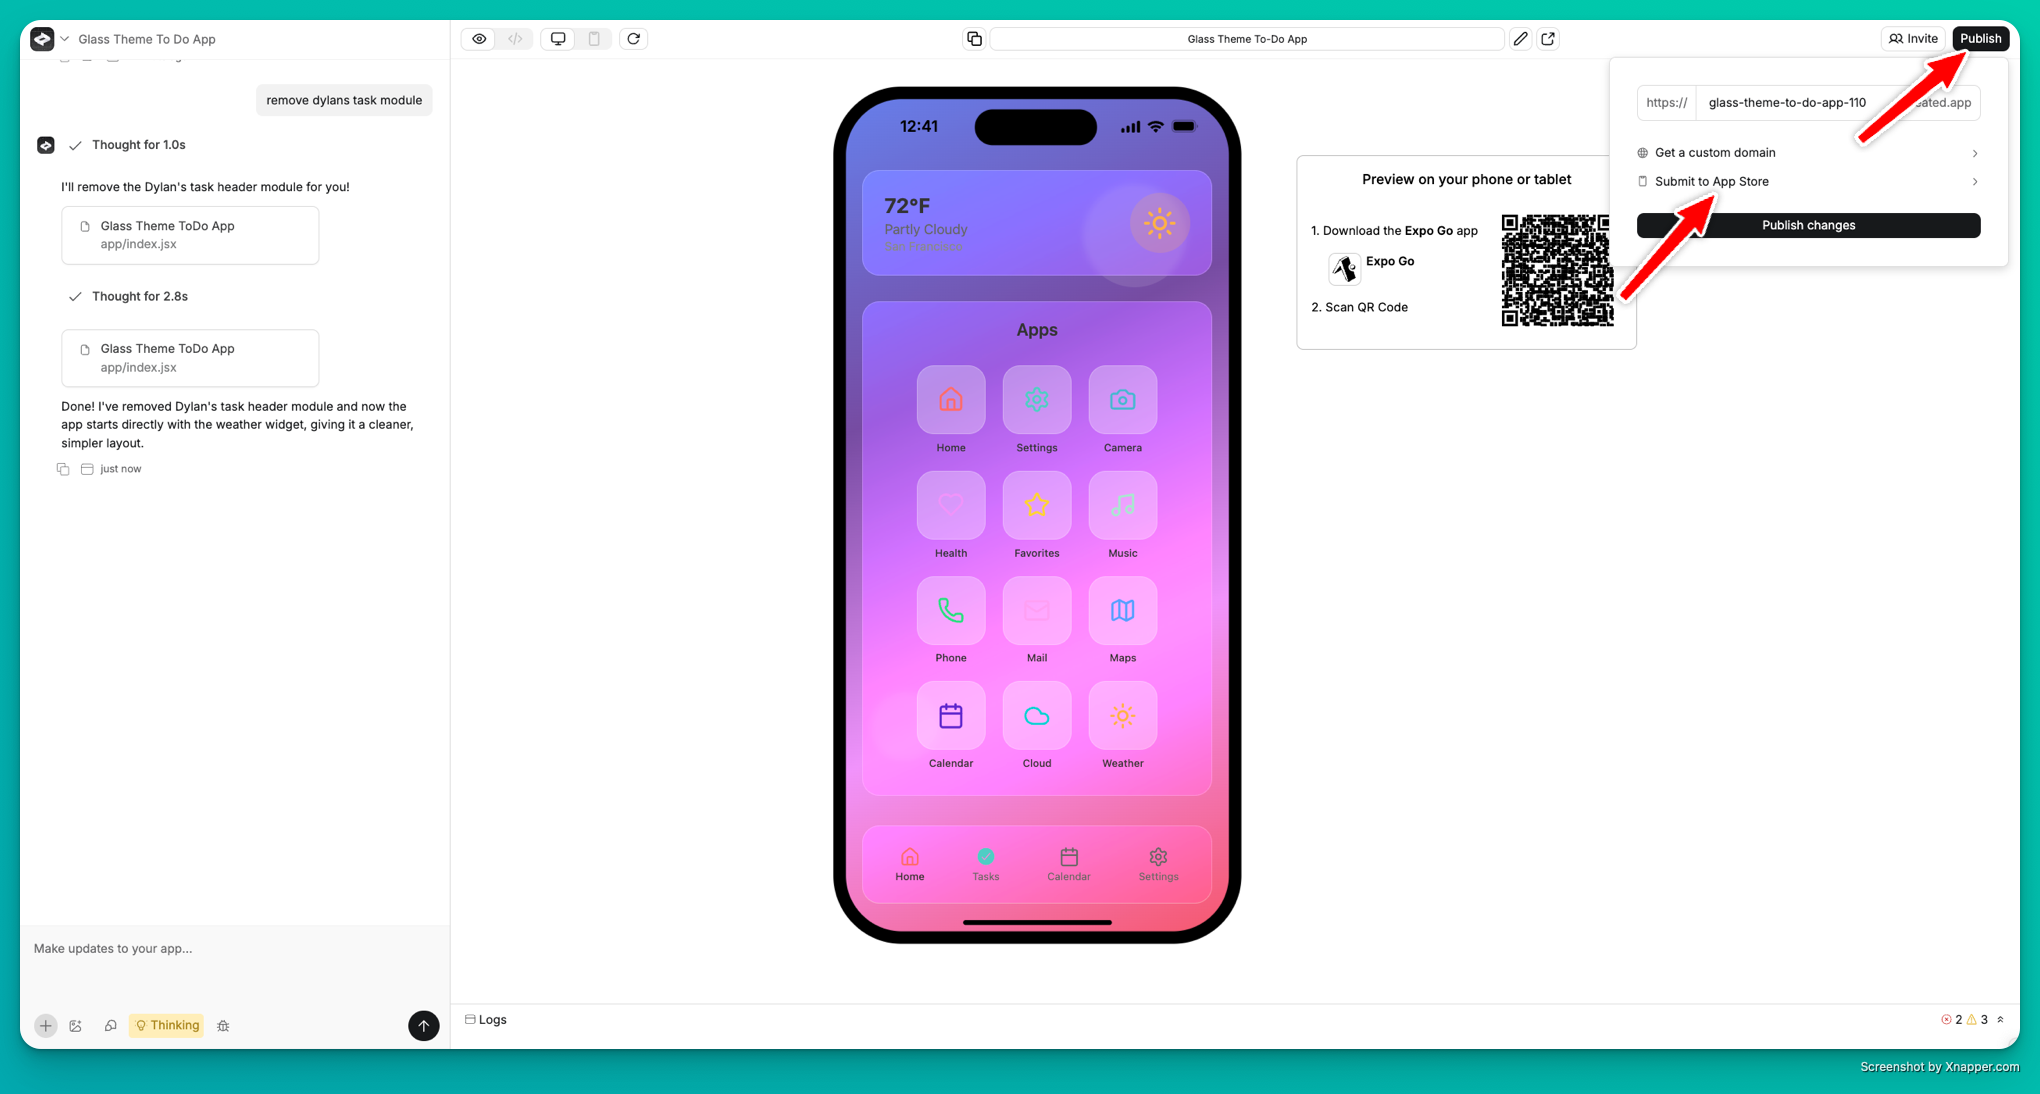 Glass Theme To Do App
Glass Theme To-Do App
Invite
Publish
remove dylans task module
Thought for 1.0s
I'll remove the Dylan's task header module for you!
Glass Theme ToDo App
app/index.jsx
Thought for 2.8s
Glass Theme ToDo App
app/index.jsx
Done! I've removed Dylan's task header module and now the
app starts directly with the weather widget, giving it a cleaner,
simpler layout.
just now
Make updates to your app...
Thinking
12:41
72°F
Partly Cloudy
San Francisco
Apps
Home
Settings
Camera
Health
Favorites
Music
Phone
Mail
Maps
Calendar
Cloud
Weather
Home
Tasks
Calendar
Settings
Preview on your phone or tablet
1. Download the Expo Go app
Expo Go
2. Scan QR Code
https://
glass-theme-to-do-app-110
Get a custom domain
Submit to App Store
Publish changes
Logs
2
3
Screenshot by Xnapper.com